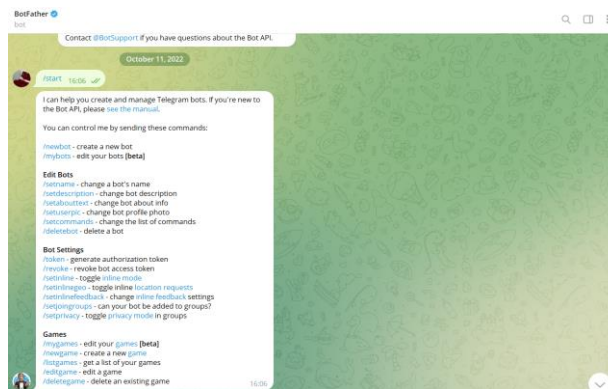 BotFather
bot
Contact @BotSupport if you have questions about the Bot API.
October 11, 2022
/start 16:06
I can help you create and manage Telegram bots. If you're new to
the Bot API, please see the manual.
You can control me by sending these commands:
/newbot - create a new bot
/mybots - edit your bots [beta]
Edit Bots
/setname - change a bot's name
/setdescription - change bot description
/setabouttext - change bot about info
/setuserpic - change bot profile photo
/setcommands - change the list of commands
/deletebot - delete a bot
Bot Settings
/token - generate authorization token
/revoke - revoke bot access token
/setinline - toggle inline mode
/setinlinegeo - toggle inline location requests
/setinlinefeedback - change inline feedback settings
/setjoingroups - can your bot be added to groups?
/setprivacy - toggle privacy mode in groups
Games
/mygames - edit your games [beta]
/newgame - create a new game
/listgames - get a list of your games
/editgame - edit a game
/deletegame - delete an existing game
16:06